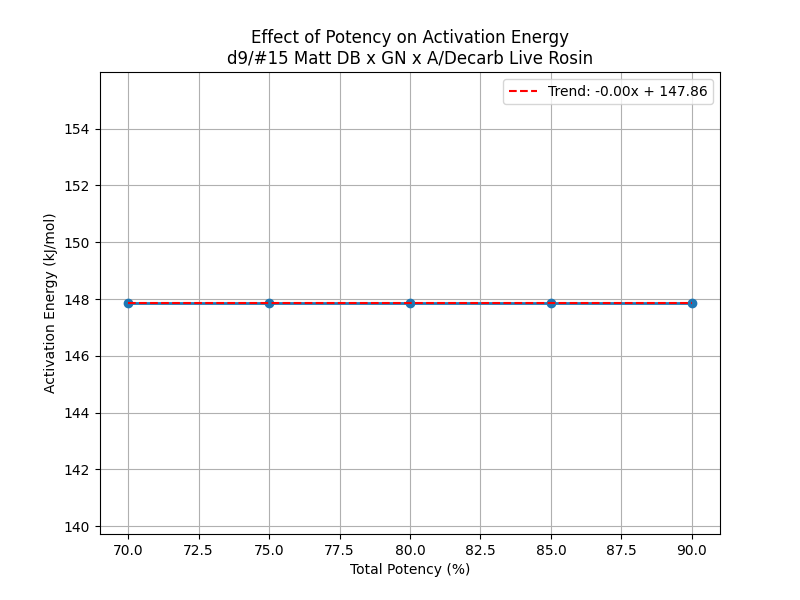 Effect of Potency on Activation Energy
d9/#15 Matt DB x GN x A/Decarb Live Rosin
Trend: -0.00x + 147.86
Activation Energy (kJ/mol)
154
152
150
148
146
144
142
140
70.0 72.5 75.0 77.5 80.0 82.5 85.0 87.5 90.0
Total Potency (%)